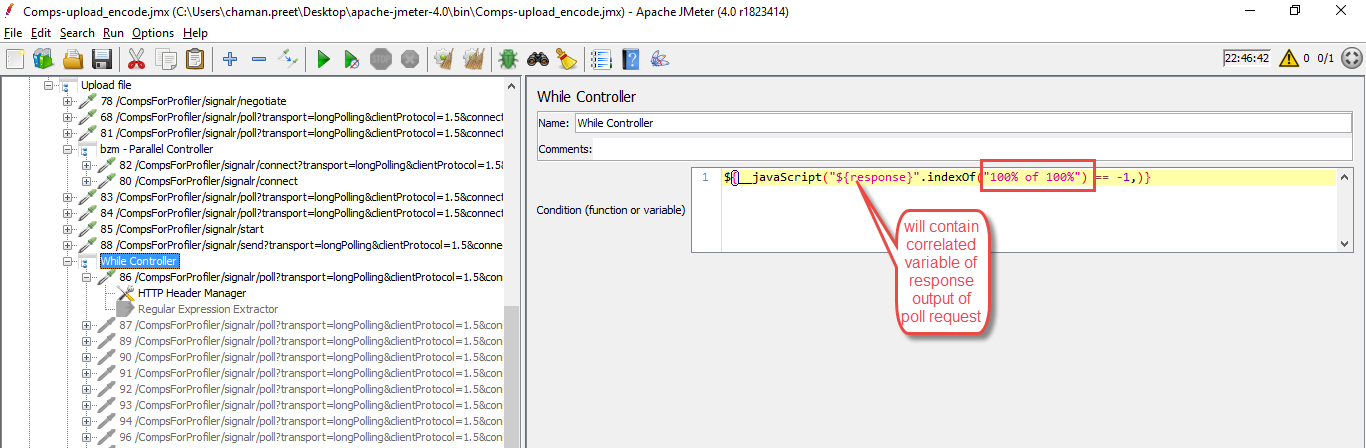 Comps-upload_encode.jmx (C:\Users\chaman.preet\Desktop\apache-jmeter-4.0\bin\Comps-upload_encode.jmx) - Apache JMeter (4.0 r1823414)
File Edit Search Run Options Help
STOP
22:46:42 0 0/1
Upload file
78 /CompsForProfiler/signalr/negotiate
68 /CompsForProfiler/signalr/poll?transport=longPolling&clientProtocol=1.5&connect
81 /CompsForProfiler/signalr/poll?transport=longPolling&clientProtocol=1.5&connect
bzm - Parallel Controller
82 /CompsForProfiler/signalr/connect?transport=longPolling&clientProtocol=1.5&
80 /CompsForProfiler/signalr/connect
83 /CompsForProfiler/signalr/poll?transport=longPolling&clientProtocol=1.5&connect
84 /CompsForProfiler/signalr/poll?transport=longPolling&clientProtocol=1.5&connect
85 /CompsForProfiler/signalr/start
88 /CompsForProfiler/signalr/send?transport=longPolling&clientProtocol=1.5&conne
While Controller
86 /CompsForProfiler/signalr/poll?transport=longPolling&clientProtocol=1.5&con
HTTP Header Manager
Regular Expression Extractor
87 /CompsForProfiler/signalr/poll?transport=longPolling&clientProtocol=1.5&con
89 /CompsForProfiler/signalr/poll?transport=longPolling&clientProtocol=1.5&con
90 /CompsForProfiler/signalr/poll?transport=longPolling&clientProtocol=1.5&con
91 /CompsForProfiler/signalr/poll?transport=longPolling&clientProtocol=1.5&con
92 /CompsForProfiler/signalr/poll?transport=longPolling&clientProtocol=1.5&con
93 /CompsForProfiler/signalr/poll?transport=longPolling&clientProtocol=1.5&con
94 /CompsForProfiler/signalr/poll?transport=longPolling&clientProtocol=1.5&con
96 /CompsForProfiler/signalr/poll?transport=longPolling&clientProtocol=1.5&con
While Controller
Name: While Controller
Comments:
Condition (function or variable)
1 ${__javaScript("${response}".indexOf("100% of 100%") == -1,)}
will contain
correlated
variable of
response
output of
poll request